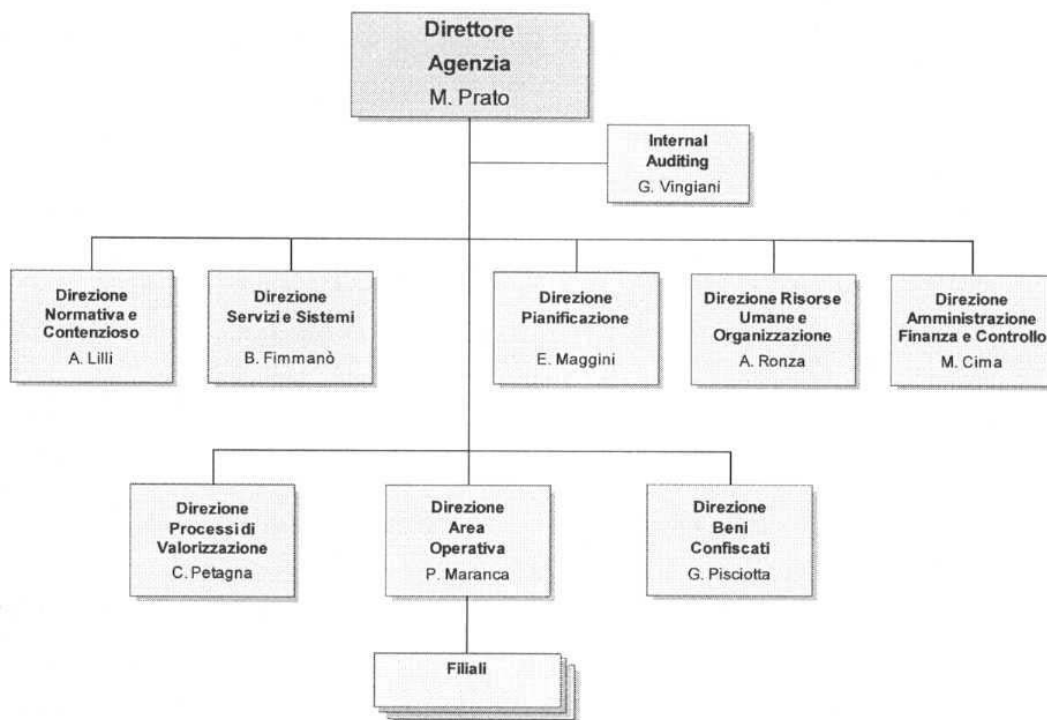 Direttore
Agenzia
M. Prato
Internal
Auditing
G. Vingiani
Direzione
Normativa e
Contenzioso
A. Lilli
Direzione
Servizi e Sistemi
B. Fimmanò
Direzione
Pianificazione
E. Maggini
Direzione Risorse
Umane e
Organizzazione
A. Ronza
Direzione
Amministrazione
Finanza e Controllo
M. Cima
Direzione
Processi di
Valorizzazione
C. Petagna
Direzione
Area
Operativa
P. Maranca
Direzione
Beni
Confiscati
G. Pisciotta
Filiali